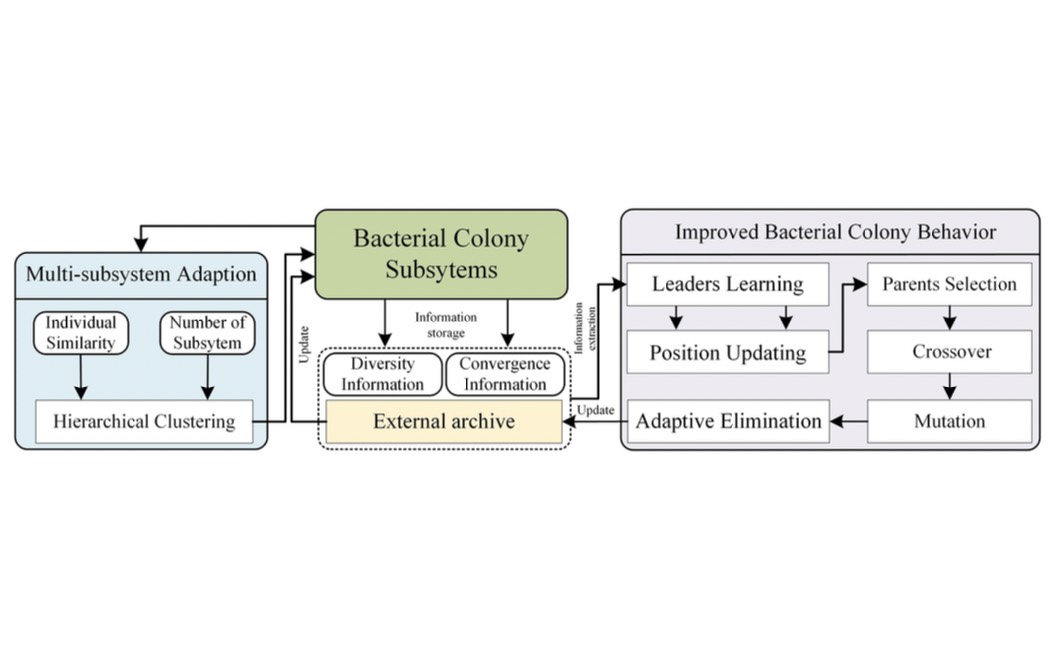 Multi-subsystem Adaption
Individual
Similarity
Number of
Subsytem
Hierarchical Clustering
Bacterial Colony
Subsytems
Update
Information
storage
Diversity
Information
Convergence
Information
External archive
Information
extraction
Update
Improved Bacterial Colony Behavior
Leaders Learning
Position Updating
Adaptive Elimination
Parents Selection
Crossover
Mutation